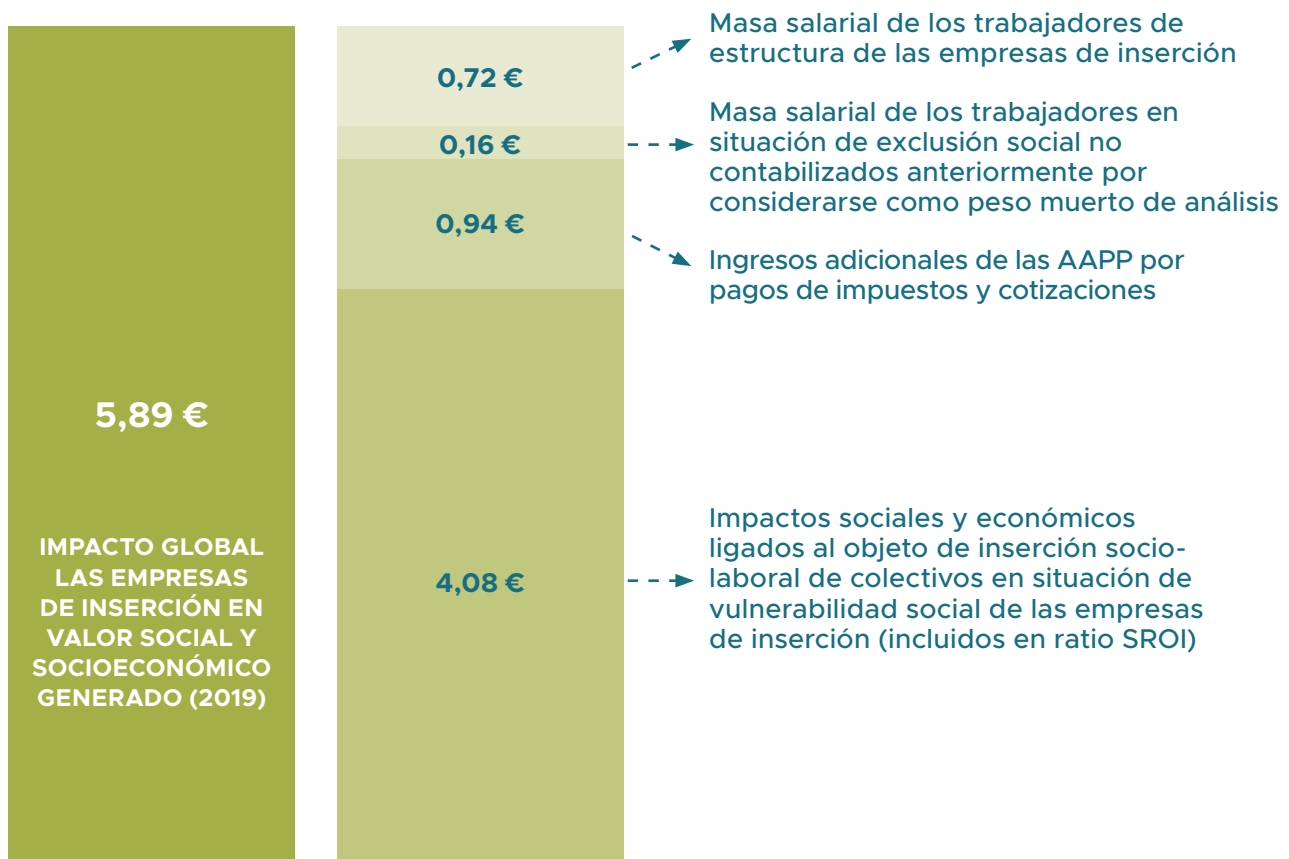 5,89 €
IMPACTO GLOBAL
LAS EMPRESAS
DE INSERCIÓN EN
VALOR SOCIAL Y
SOCIOECONÓMICO
GENERADO (2019)
0,72 €
Masa salarial de los trabajadores de
estructura de las empresas de inserción
0,16 €
Masa salarial de los trabajadores en
situación de exclusión social no
contabilizados anteriormente por
considerarse como peso muerto de análisis
0,94 €
Ingresos adicionales de las AAPP por
pagos de impuestos y cotizaciones
4,08 €
Impactos sociales y económicos
ligados al objeto de inserción socio-
laboral de colectivos en situación de
vulnerabilidad social de las empresas
de inserción (incluidos en ratio SROI)